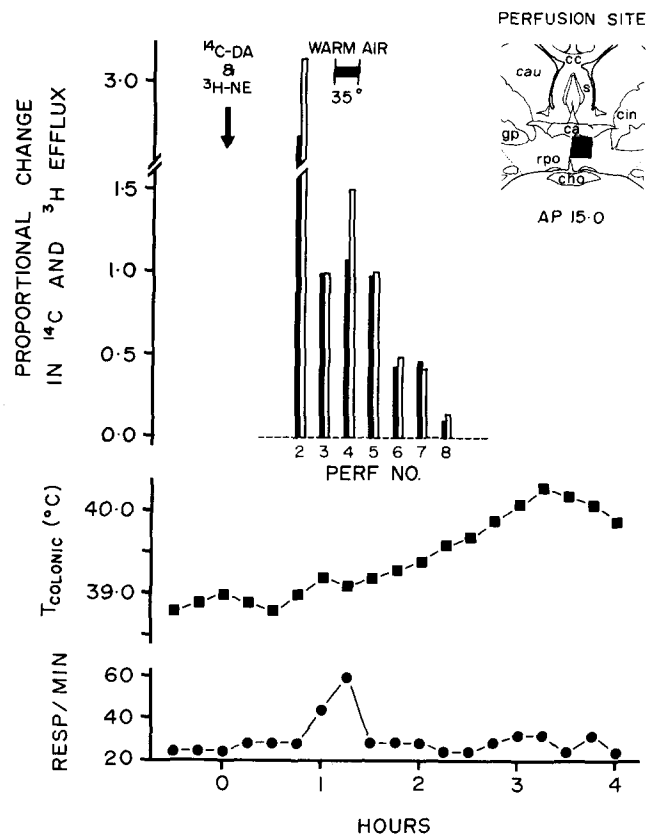 ¹⁴C-DA
&
³H-NE
WARM AIR
35°
PERFUSION SITE
cc
cau
s
cin
gp
ca
rpo
cho
AP 15·0
PROPORTIONAL CHANGE
IN ¹⁴C AND ³H EFFLUX
3·0
1·5
1·0
0·5
0·0
2 3 4 5 6 7 8
PERF NO.
T COLONIC (°C)
40·0
39·0
RESP/MIN
60
40
20
0 1 2 3 4
HOURS